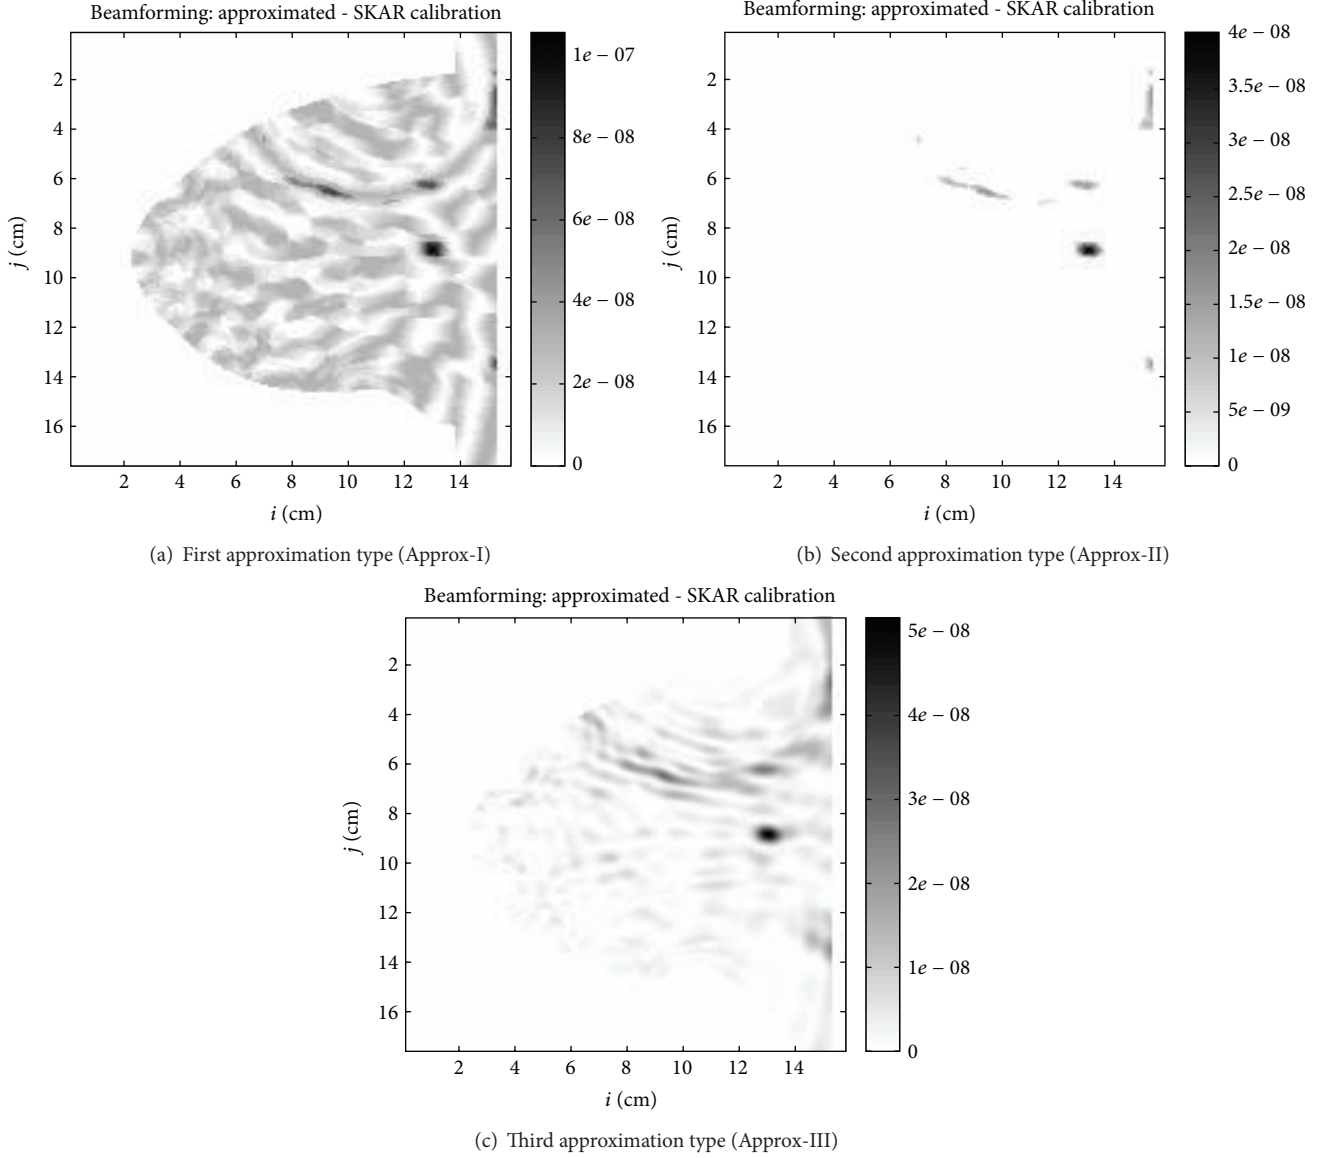 Beamforming: approximated - SKAR calibration
2
4
6
8
10
12
14
16
j (cm)
2 4 6 8 10 12 14
i (cm)
1e − 07
8e − 08
6e − 08
4e − 08
2e − 08
0
(a) First approximation type (Approx-I)
Beamforming: approximated - SKAR calibration
2
4
6
8
10
12
14
16
j (cm)
2 4 6 8 10 12 14
i (cm)
4e − 08
3.5e − 08
3e − 08
2.5e − 08
2e − 08
1.5e − 08
1e − 08
5e − 09
0
(b) Second approximation type (Approx-II)
Beamforming: approximated - SKAR calibration
2
4
6
8
10
12
14
16
j (cm)
2 4 6 8 10 12 14
i (cm)
5e − 08
4e − 08
3e − 08
2e − 08
1e − 08
0
(c) Third approximation type (Approx-III)